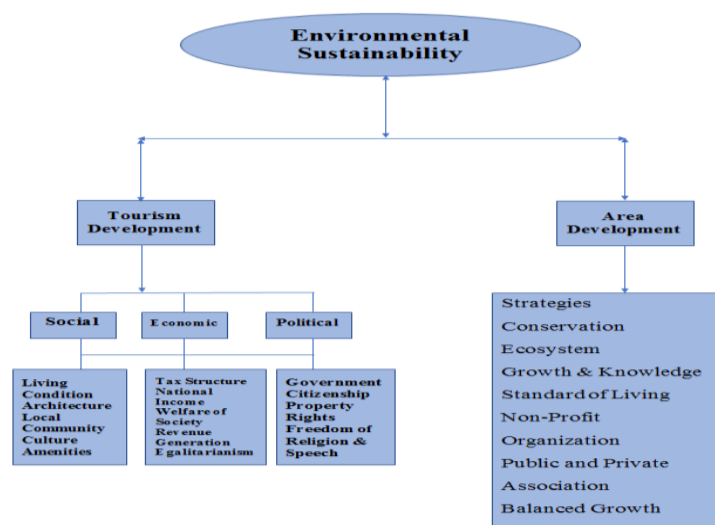 Environmental
Sustainability
Tourism
Development
Area
Development
Social
Economic
Political
Living
Condition
Architecture
Local
Community
Culture
Amenities
Tax Structure
National
Income
Welfare of
Society
Revenue
Generation
Egalitarianism
Government
Citizenship
Property
Rights
Freedom of
Religion &
Speech
Strategies
Conservation
Ecosystem
Growth & Knowledge
Standard of Living
Non-Profit
Organization
Public and Private
Association
Balanced Growth